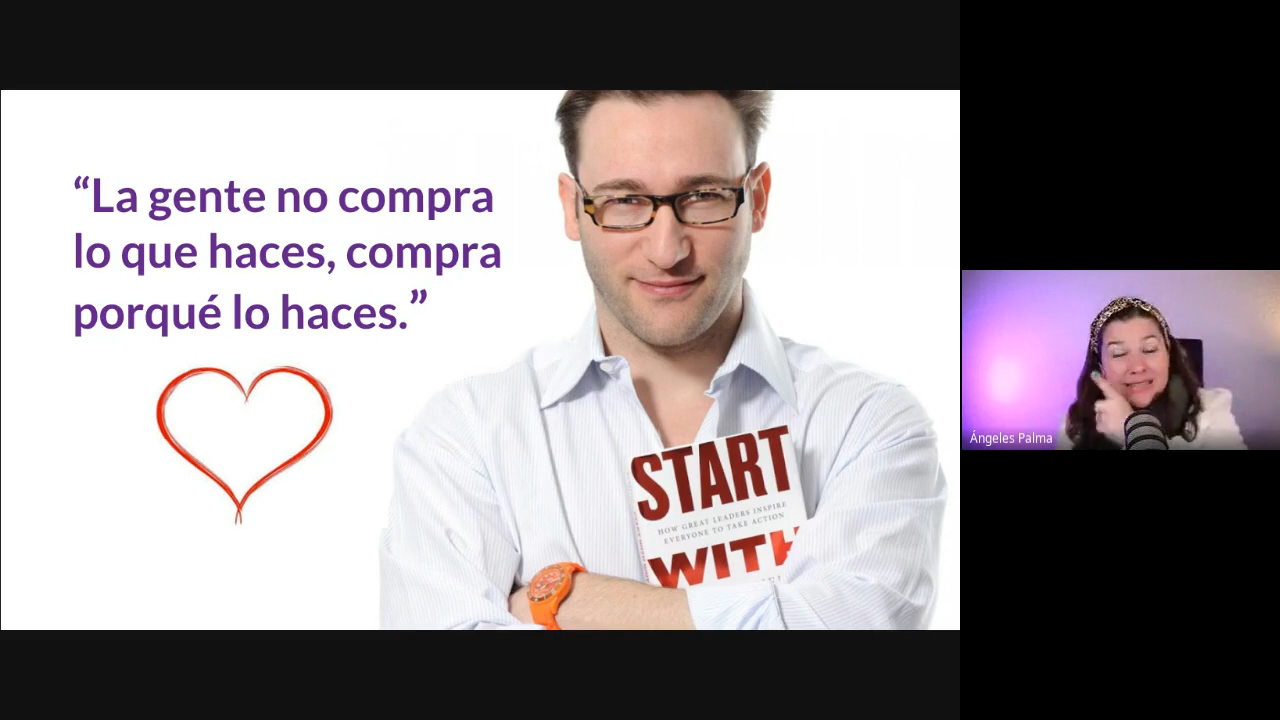 “La gente no compra
lo que haces, compra
porqué lo haces.”
START
HOW GREAT LEADERS INSPIRE
EVERYONE TO TAKE ACTION
WITH
Ángeles Palma